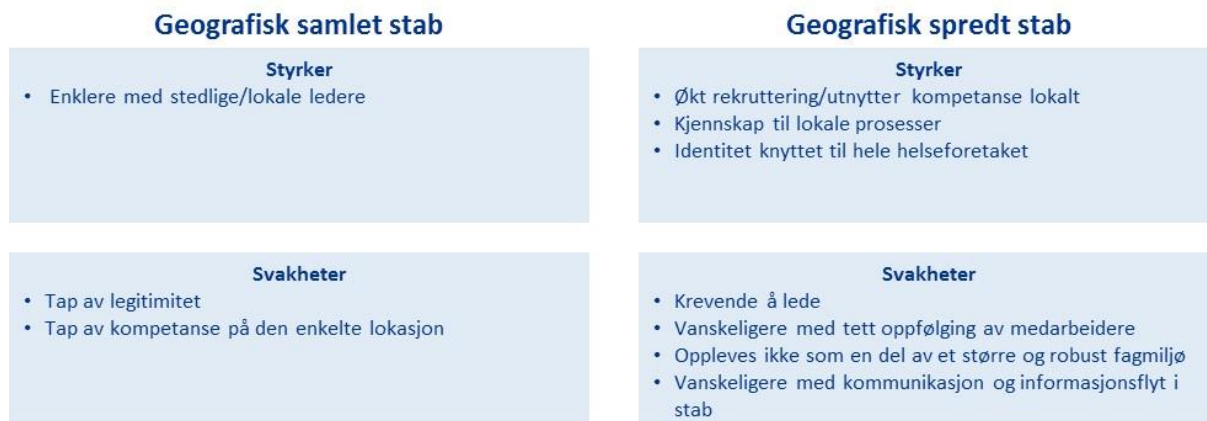 Geografisk samlet stab
Styrker
• Enklere med stedlige/lokale ledere
Svakheter
• Tap av legitimitet
• Tap av kompetanse på den enkelte lokasjon
Geografisk spredt stab
Styrker
• Økt rekruttering/utnytter kompetanse lokalt
• Kjennskap til lokale prosesser
• Identitet knyttet til hele helseforetaket
Svakheter
• Krevende å lede
• Vanskeligere med tett oppfølging av medarbeidere
• Oppleves ikke som en del av et større og robust fagmiljø
• Vanskeligere med kommunikasjon og informasjonsflyt i
stab